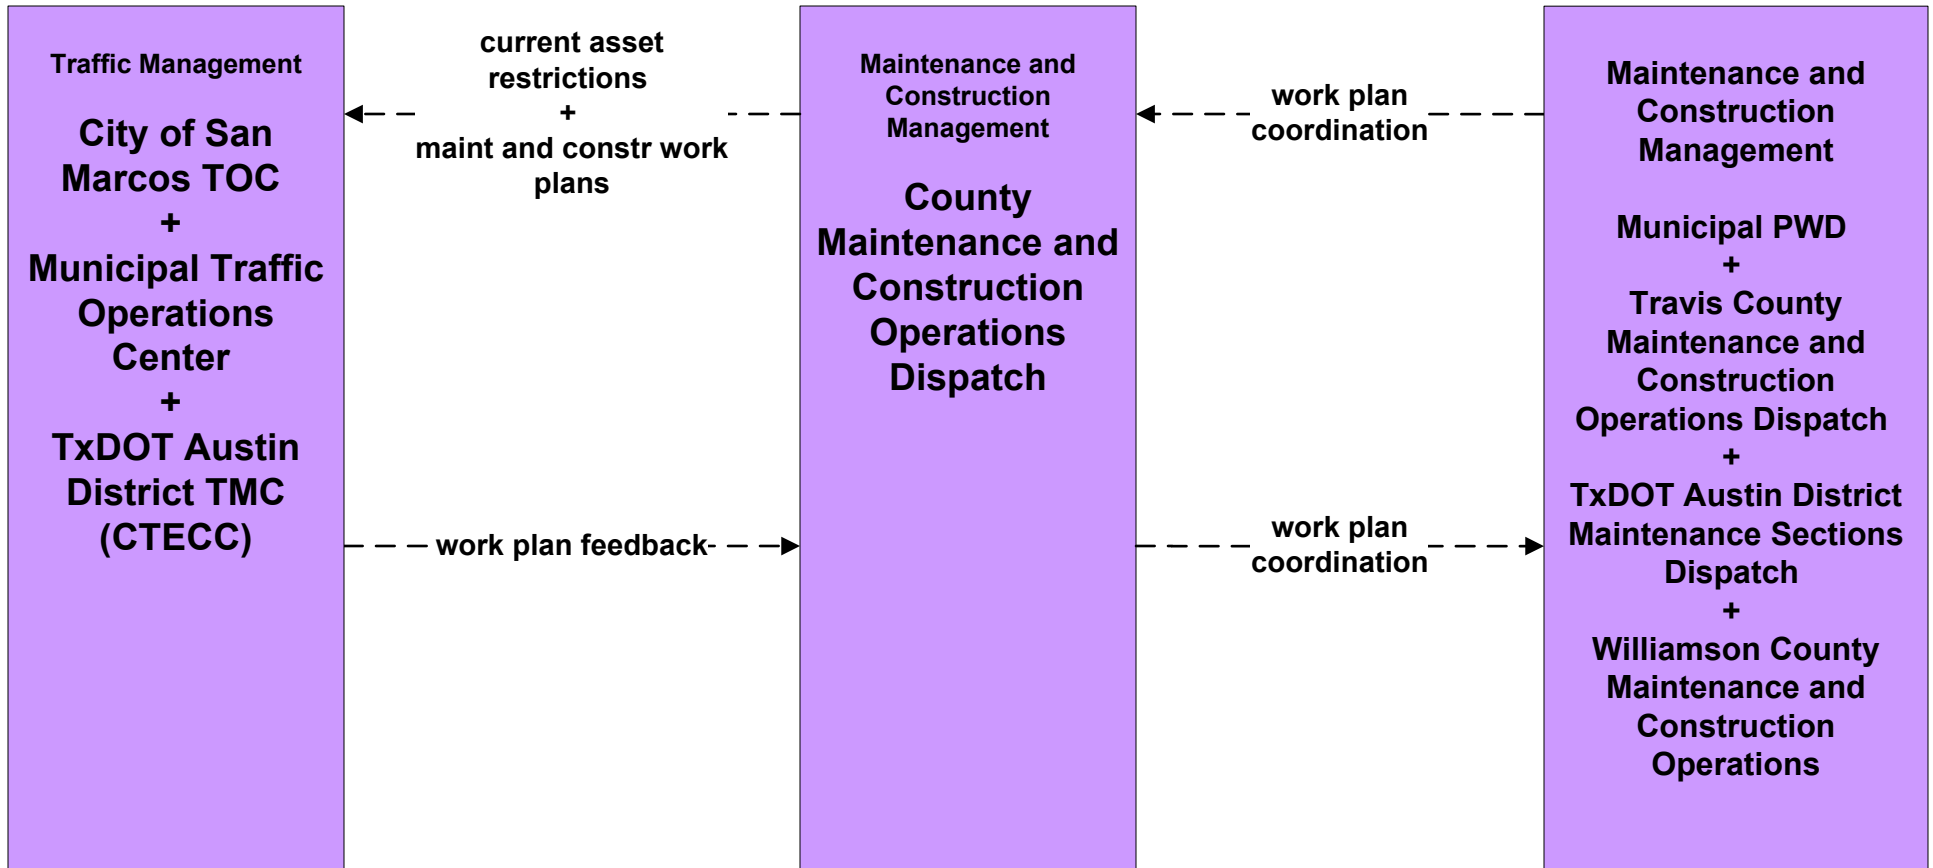 Traffic Management
City of San
Marcos TOC
+
Municipal Traffic
Operations
Center
+
TxDOT Austin
District TMC
(CTECC)
current asset
restrictions
+
maint and constr work
plans
work plan feedback
Maintenance and
Construction
Management
County
Maintenance and
Construction
Operations
Dispatch
work plan
coordination
work plan
coordination
Maintenance and
Construction
Management
Municipal PWD
+
Travis County
Maintenance and
Construction
Operations Dispatch
+
TxDOT Austin District
Maintenance Sections
Dispatch
+
Williamson County
Maintenance and
Construction
Operations